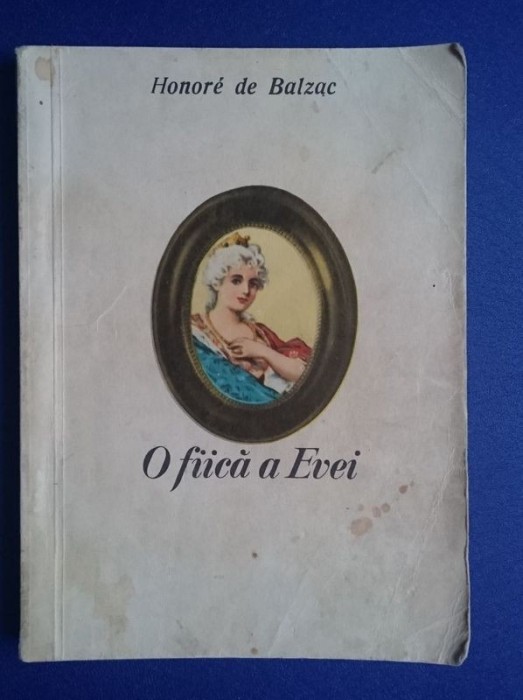 Honoré de Balzac
O fiică a Evei